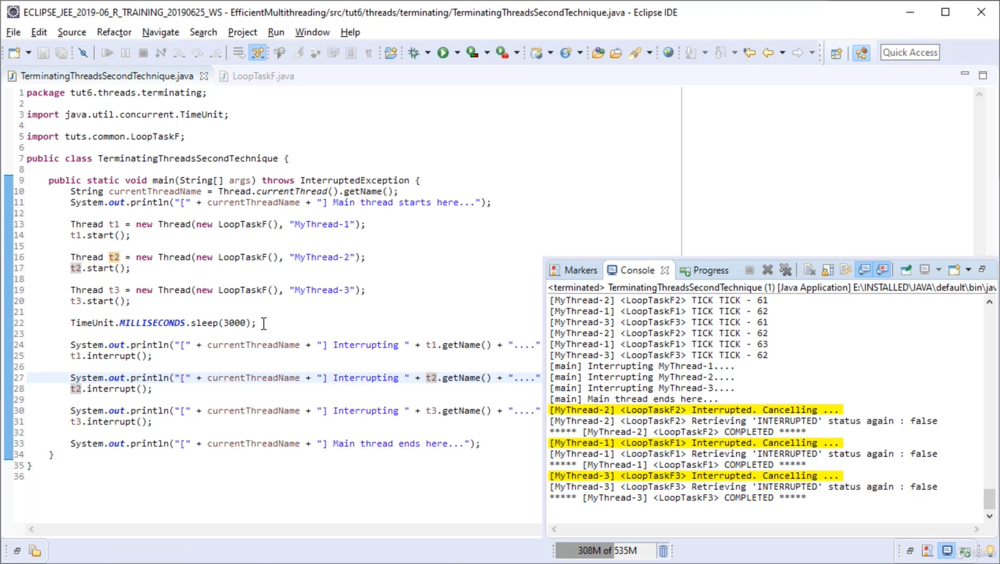 ECLIPSE_JEE_2019-06_R_TRAINING_20190625_WS - EfficientMultithreading/src/tut6/threads/terminating/TerminatingThreadsSecondTechnique.java - Eclipse IDE
File Edit Source Refactor Navigate Search Project Run Window Help
Quick Access
TerminatingThreadsSecondTechnique.java LoopTaskF.java
1 package tut6.threads.terminating;
2
3 import java.util.concurrent.TimeUnit;
4
5 import tuts.common.LoopTaskF;
6
7 public class TerminatingThreadsSecondTechnique {
8
9 public static void main(String[] args) throws InterruptedException {
10 String currentThreadName = Thread.currentThread().getName();
11 System.out.println("[" + currentThreadName + "] Main thread starts here...");
12
13 Thread t1 = new Thread(new LoopTaskF(), "MyThread-1");
14 t1.start();
15
16 Thread t2 = new Thread(new LoopTaskF(), "MyThread-2");
17 t2.start();
18
19 Thread t3 = new Thread(new LoopTaskF(), "MyThread-3");
20 t3.start();
21
22 TimeUnit.MILLISECONDS.sleep(3000);
23
24 System.out.println("[" + currentThreadName + "] Interrupting " + t1.getName() + "...."
25 t1.interrupt();
26
27 System.out.println("[" + currentThreadName + "] Interrupting " + t2.getName() + "...."
28 t2.interrupt();
29
30 System.out.println("[" + currentThreadName + "] Interrupting " + t3.getName() + "...."
31 t3.interrupt();
32
33 System.out.println("[" + currentThreadName + "] Main thread ends here...");
34 }
35 }
36
Markers Console Progress
<terminated> TerminatingThreadsSecondTechnique (1) [Java Application] E:\INSTALLED\JAVA\default\bin\jav
[MyThread-2] <LoopTaskF2> TICK TICK - 61
[MyThread-1] <LoopTaskF1> TICK TICK - 62
[MyThread-3] <LoopTaskF3> TICK TICK - 61
[MyThread-2] <LoopTaskF2> TICK TICK - 62
[MyThread-1] <LoopTaskF1> TICK TICK - 63
[MyThread-3] <LoopTaskF3> TICK TICK - 62
[main] Interrupting MyThread-1....
[main] Interrupting MyThread-2....
[main] Interrupting MyThread-3....
[main] Main thread ends here...
[MyThread-2] <LoopTaskF2> Interrupted. Cancelling ...
[MyThread-2] <LoopTaskF2> Retrieving 'INTERRUPTED' status again : false
***** [MyThread-2] <LoopTaskF2> COMPLETED *****
[MyThread-1] <LoopTaskF1> Interrupted. Cancelling ...
[MyThread-1] <LoopTaskF1> Retrieving 'INTERRUPTED' status again : false
***** [MyThread-1] <LoopTaskF1> COMPLETED *****
[MyThread-3] <LoopTaskF3> Interrupted. Cancelling ...
[MyThread-3] <LoopTaskF3> Retrieving 'INTERRUPTED' status again : false
***** [MyThread-3] <LoopTaskF3> COMPLETED *****
308M of 535M